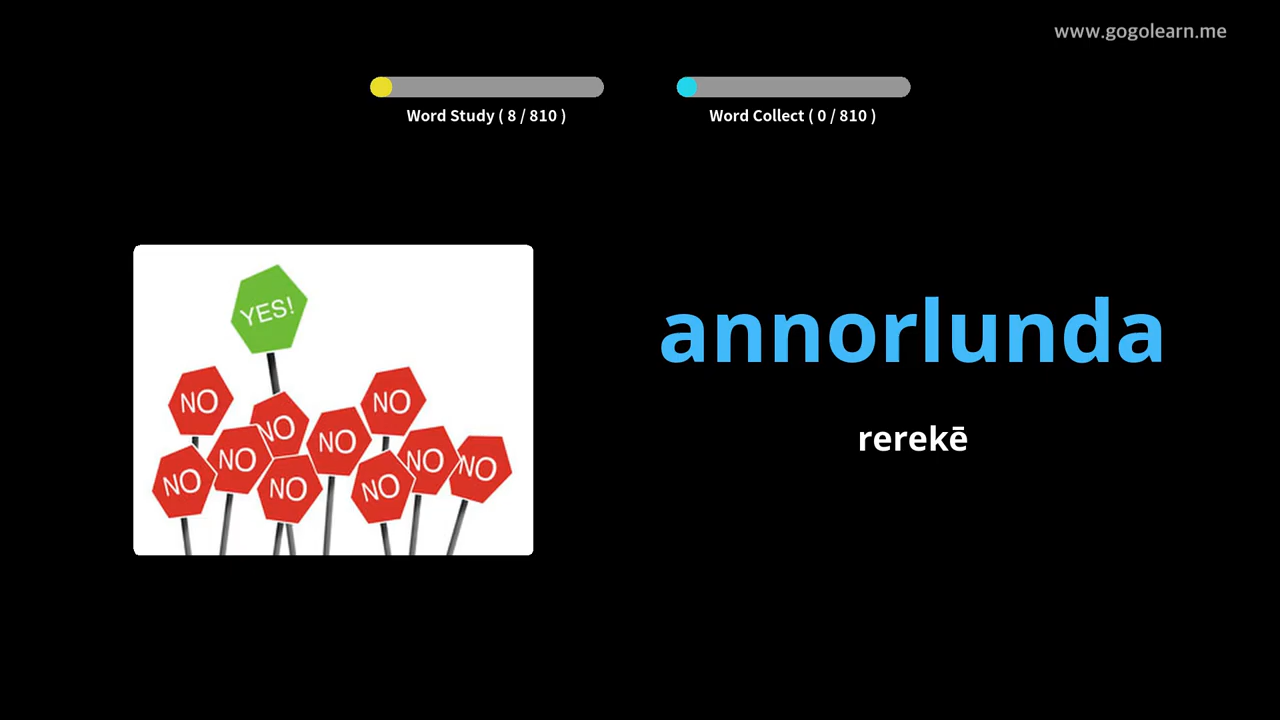 www.gogolearn.me
Word Study ( 8 / 810 )
Word Collect ( 0 / 810 )
YES!
NO
NO
NO
NO
NO
NO
NO
NO
NO
NO
annorlunda
rerekē